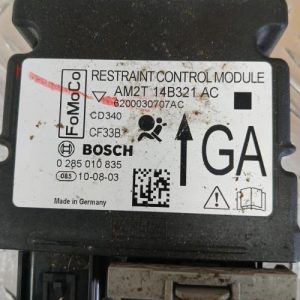 FoMoCo
RESTRAINT CONTROL MODULE
AM2T 14B321 AC
6200030707AC
CD340
CF33B
BOSCH
GA
0 285 010 835
085 10-08-03
Made in Germany